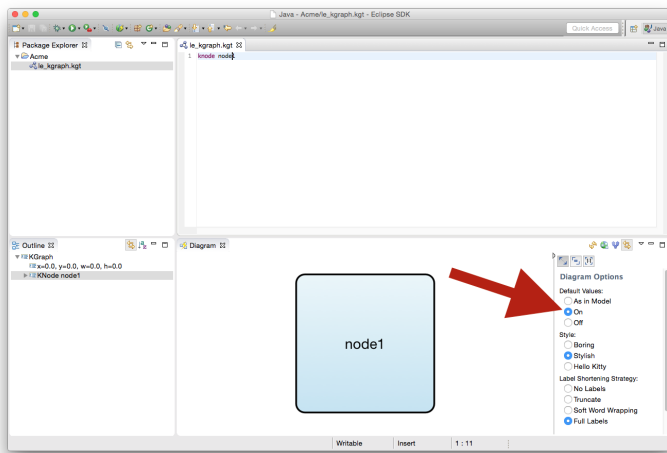 Java - Acme/le_kgraph.kgt - Eclipse SDK
Quick Access
Java
Package Explorer
Acme
le_kgraph.kgt
le_kgraph.kgt
1 knode node1
Outline
KGraph
x=0.0, y=0.0, w=0.0, h=0.0
KNode node1
Diagram
node1
Diagram Options
Default Values:
As in Model
On
Off
Style:
Boring
Stylish
Hello Kitty
Label Shortening Strategy:
No Labels
Truncate
Soft Word Wrapping
Full Labels
Writable
Insert
1 : 11